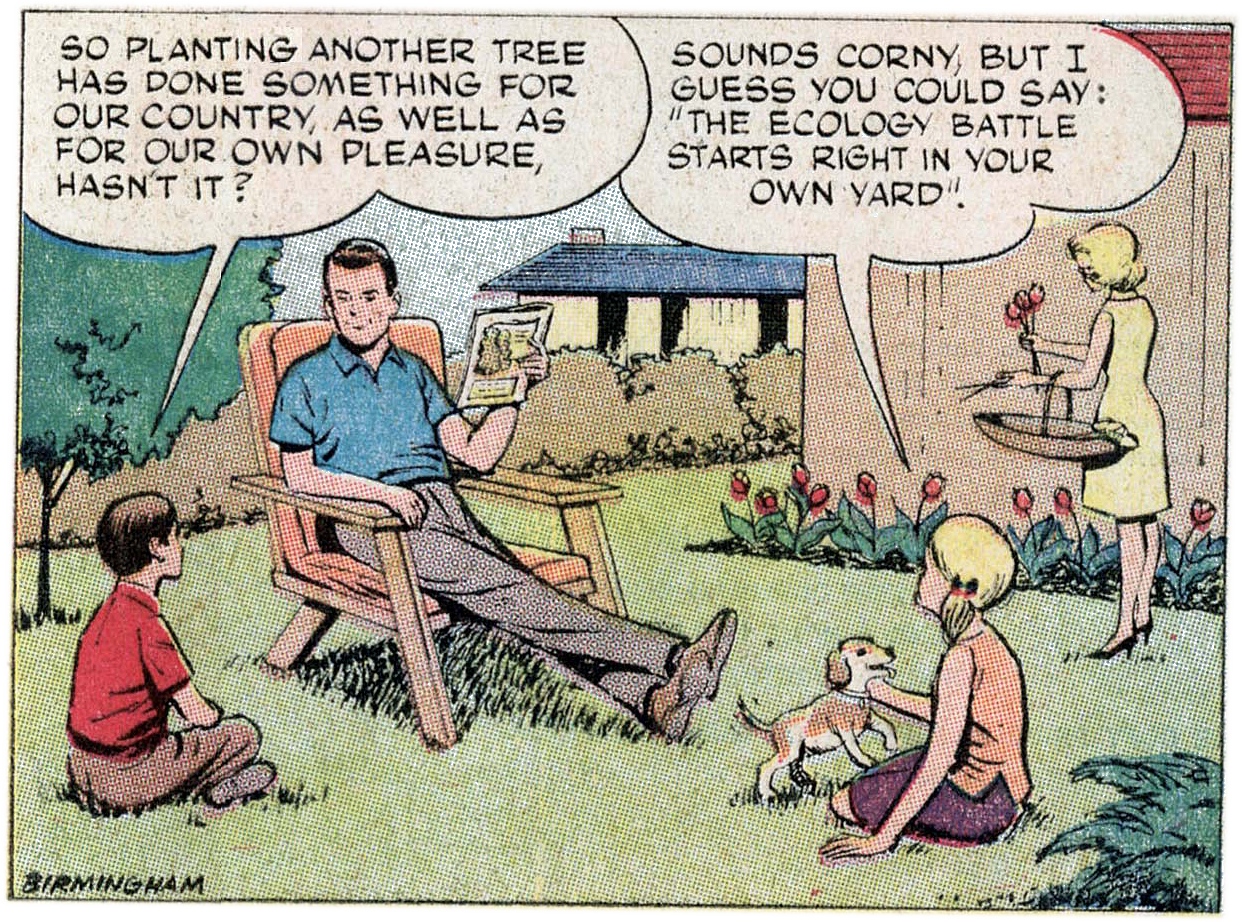 SO PLANTING ANOTHER TREE
HAS DONE SOMETHING FOR
OUR COUNTRY, AS WELL AS
FOR OUR OWN PLEASURE,
HASN'T IT?
SOUNDS CORNY, BUT I
GUESS YOU COULD SAY:
"THE ECOLOGY BATTLE
STARTS RIGHT IN YOUR
OWN YARD".
BIRMINGHAM